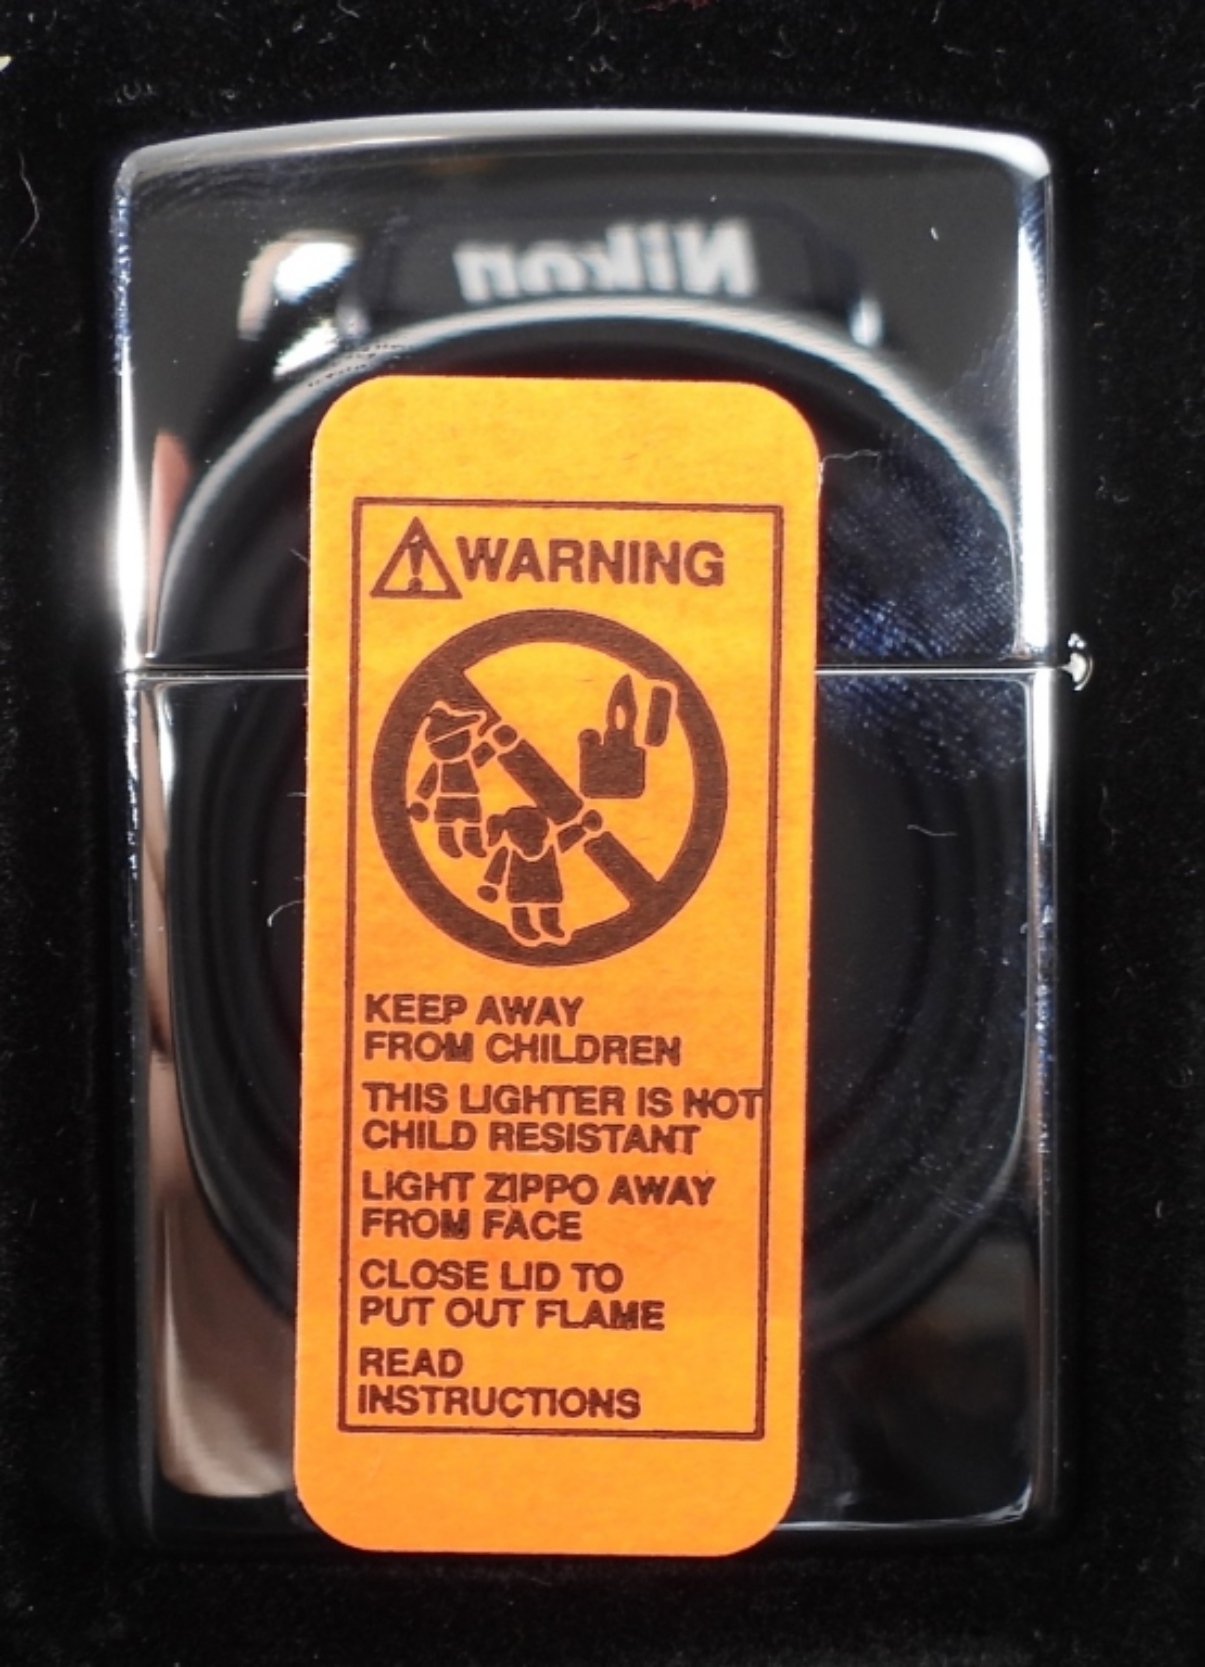 Nikon
WARNING
KEEP AWAY
FROM CHILDREN
THIS LIGHTER IS NOT
CHILD RESISTANT
LIGHT ZIPPO AWAY
FROM FACE
CLOSE LID TO
PUT OUT FLAME
READ
INSTRUCTIONS